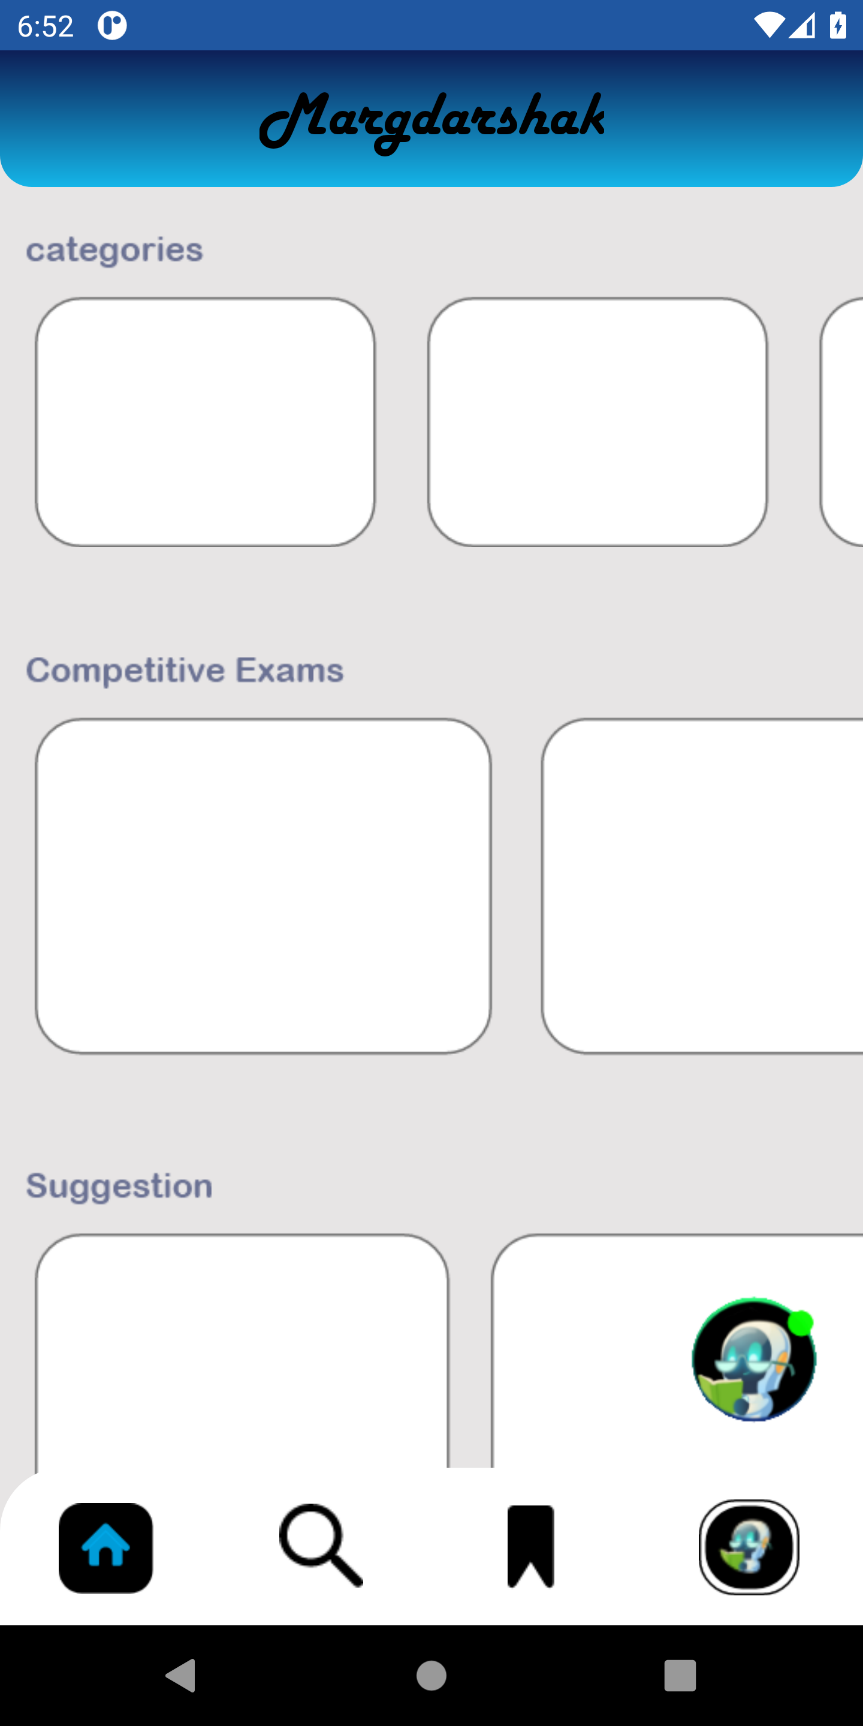 6:52
Margdarshak
categories
Competitive Exams
Suggestion